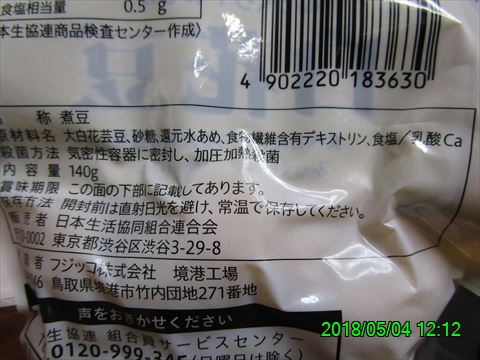 食塩相当量 0.5 g
本生協連商品検査センター作成〉
4 902220 183630
称 煮豆
原材料名 大白花芸豆、砂糖、還元水あめ、食物繊維含有デキストリン、食塩／乳酸Ca
殺菌方法 気密性容器に密封し、加圧加熱殺菌
内容量 140g
賞味期限 この面の下部に記載してあります。
保存方法 開封前は直射日光を避け、常温で保存してください。
者 日本生活協同組合連合会
0002 東京都渋谷区渋谷3-29-8
者 フジッコ株式会社 境港工場
鳥取県境港市竹内団地271番地
声をおきかせください
生協連 組合員サービスセンター
0120-999-345(日曜日は除く)
2018/05/04 12:12